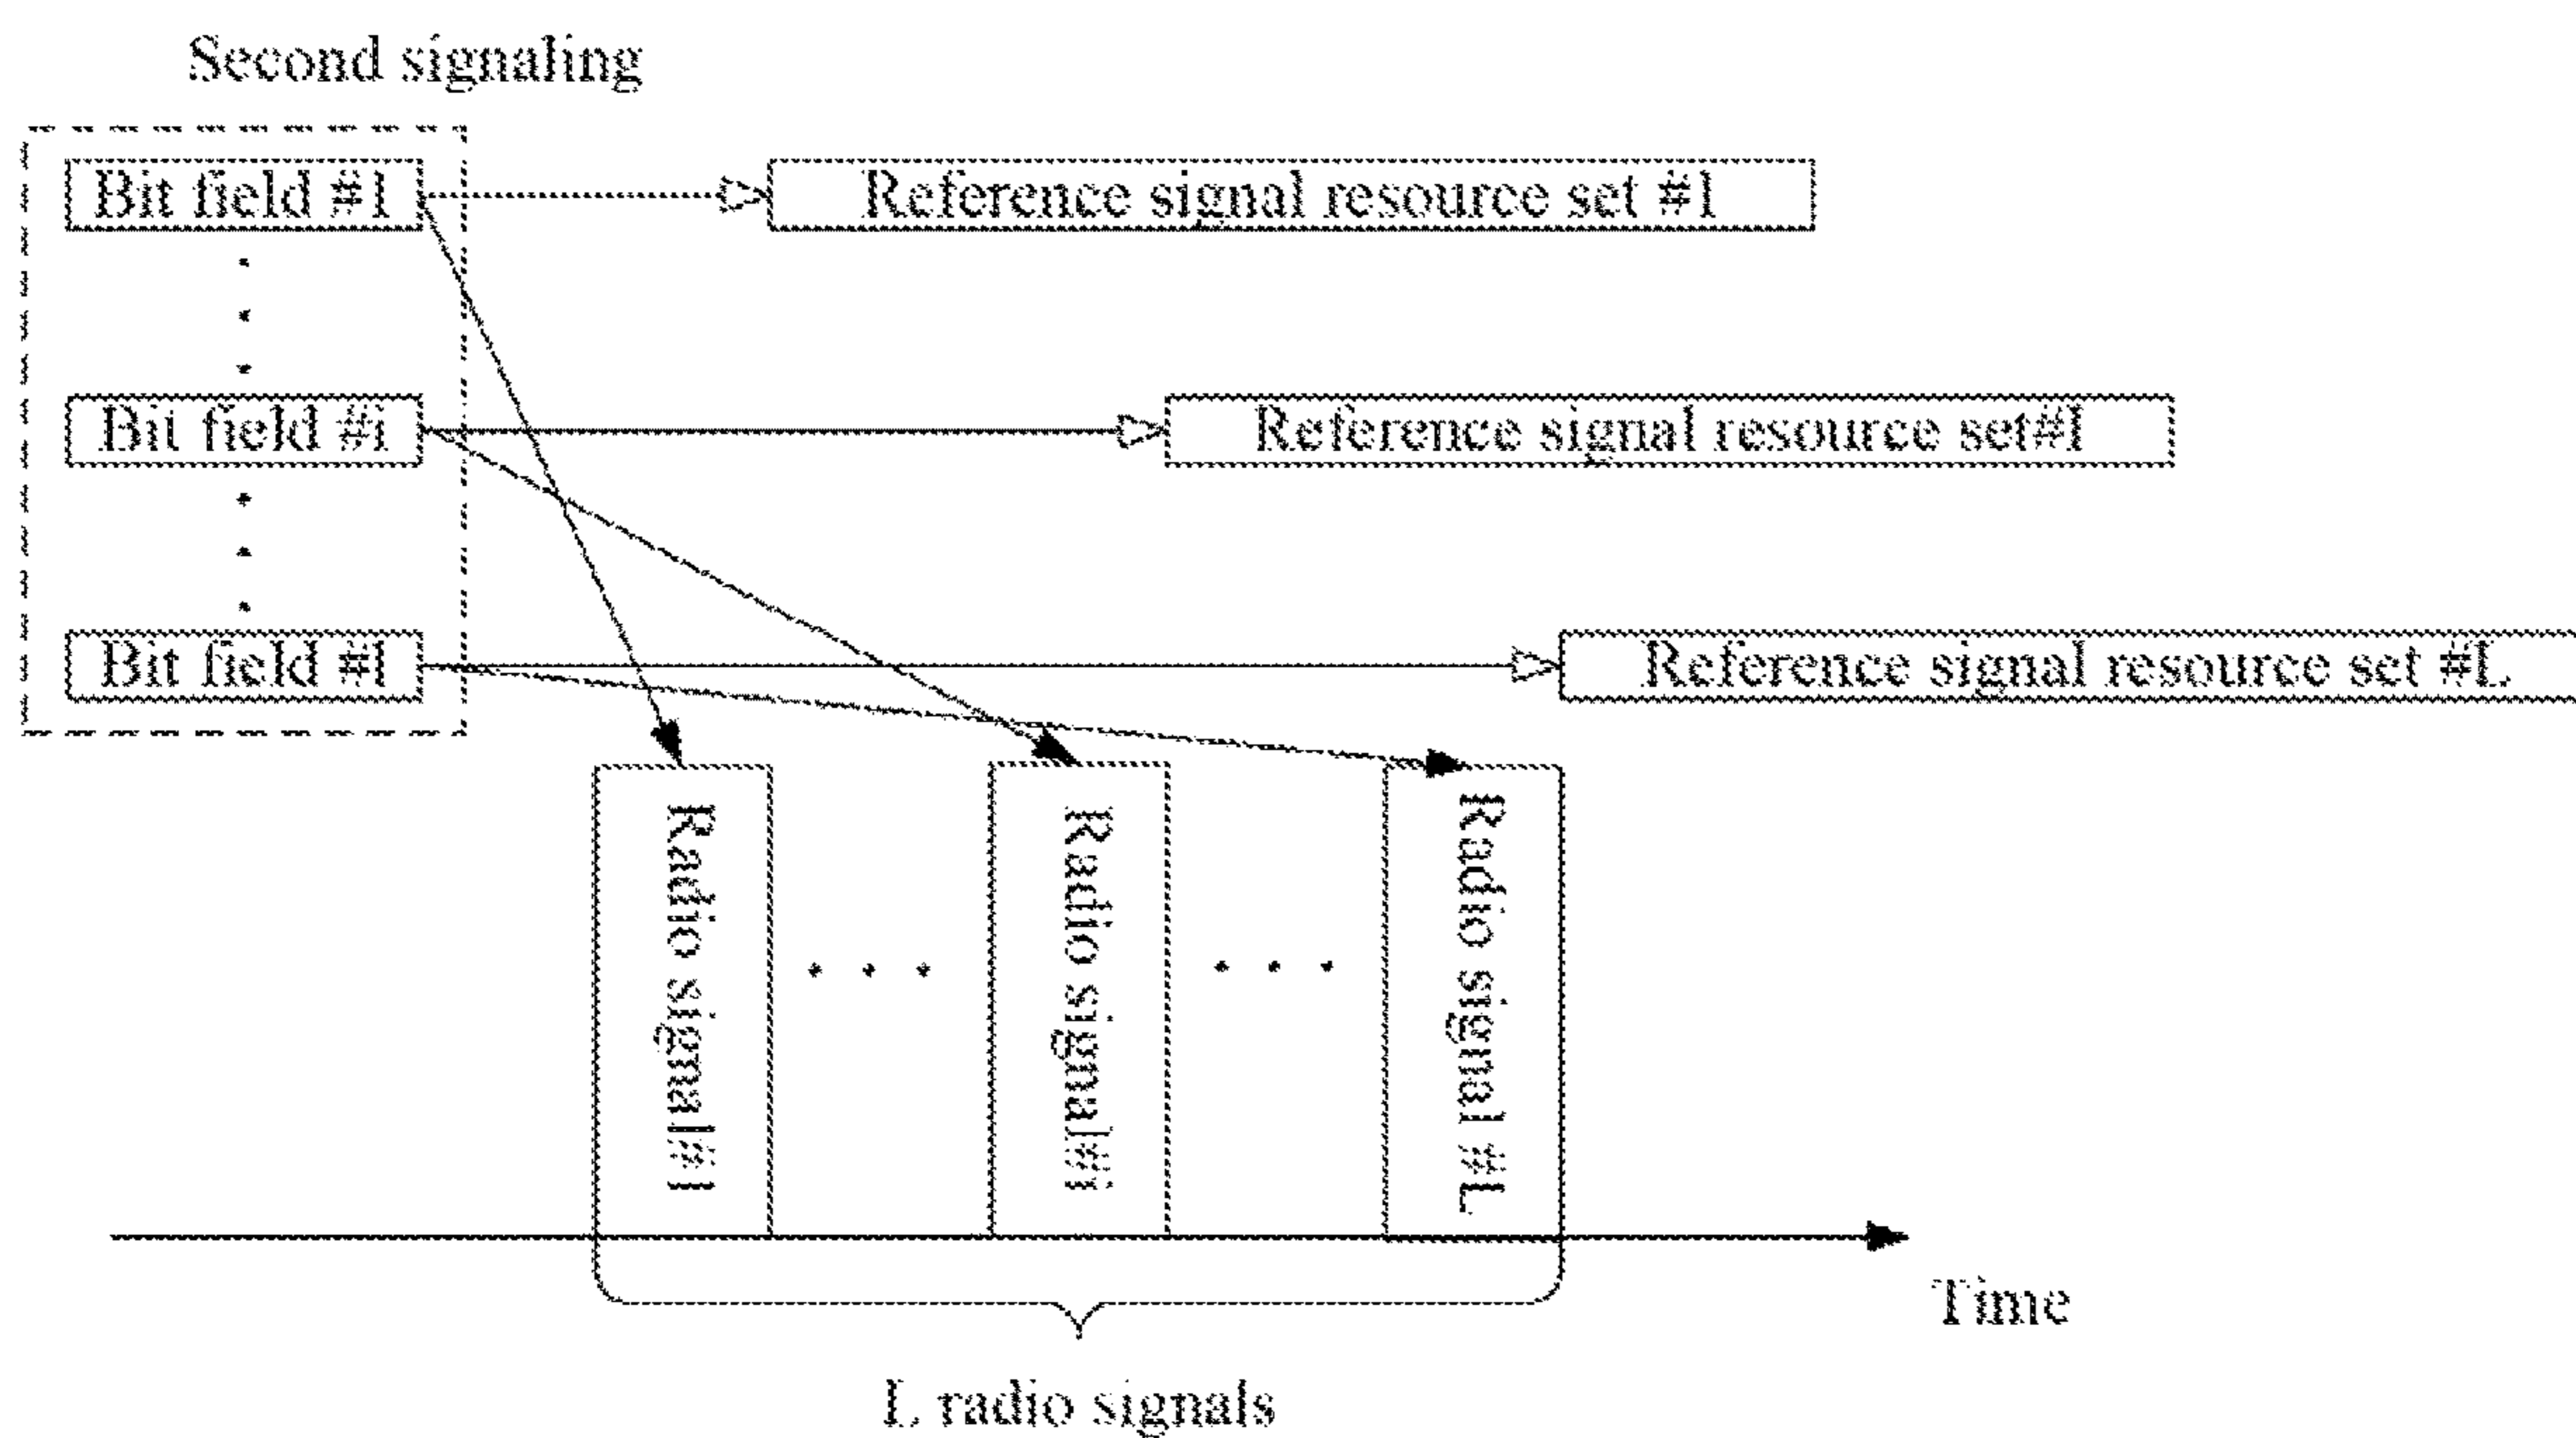 Second signaling
Bit field #1
Reference signal resource set #1
Bit field #i
Reference signal resource set#I
Bit field #l
Reference signal resource set #L
Radio signal#1
Radio signal#i
Radio signal #L
Time
L radio signals